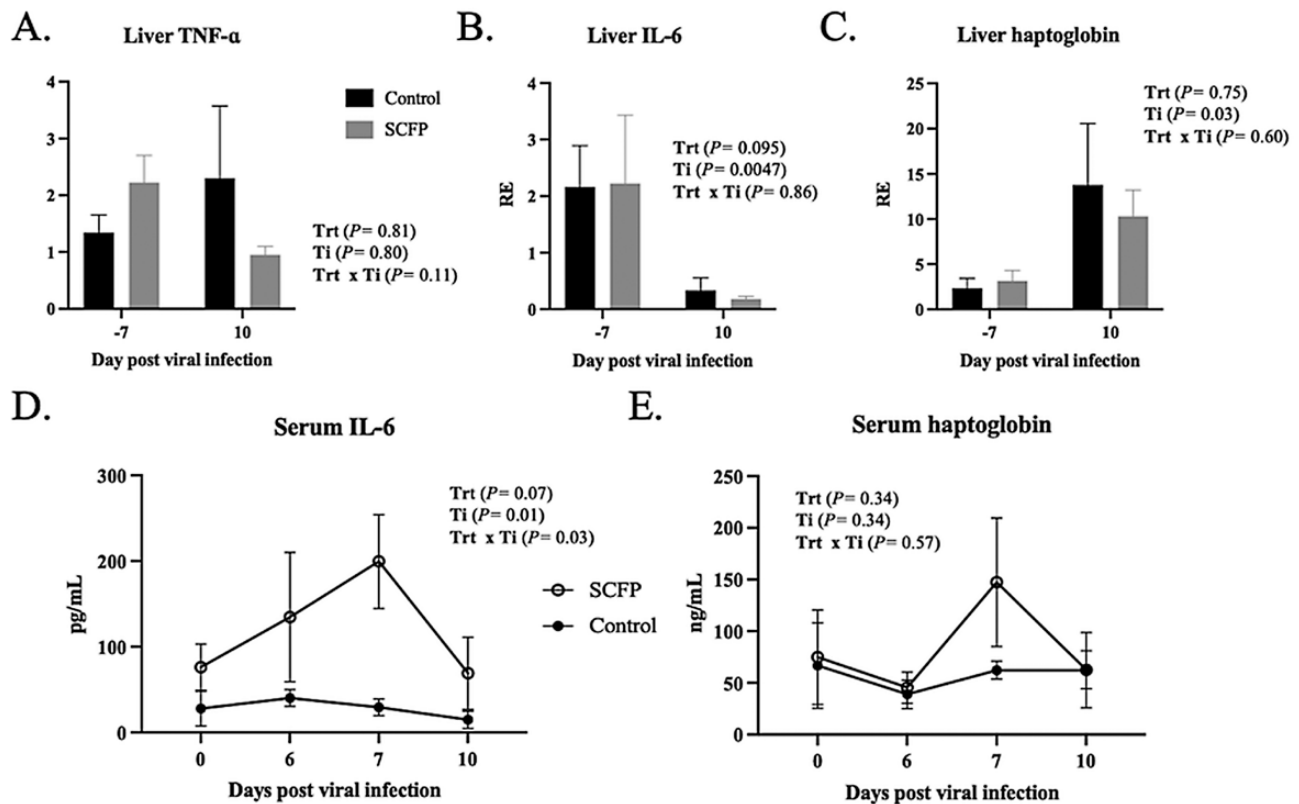 A.
Liver TNF-α
4
3
2
1
0
-7
10
Day post viral infection
Control
SCFP
Trt (P= 0.81)
Ti (P= 0.80)
Trt x Ti (P= 0.11)
B.
Liver IL-6
RE
4
3
2
1
0
-7
10
Day post viral infection
Trt (P= 0.095)
Ti (P= 0.0047)
Trt x Ti (P= 0.86)
C.
Liver haptoglobin
RE
25
20
15
10
5
0
-7
10
Day post viral infection
Trt (P= 0.75)
Ti (P= 0.03)
Trt x Ti (P= 0.60)
D.
Serum IL-6
pg/mL
300
200
100
0
0
6
7
10
Days post viral infection
Trt (P= 0.07)
Ti (P= 0.01)
Trt x Ti (P= 0.03)
SCFP
Control
E.
Serum haptoglobin
ng/mL
250
200
150
100
50
0
0
6
7
10
Days post viral infection
Trt (P= 0.34)
Ti (P= 0.34)
Trt x Ti (P= 0.57)